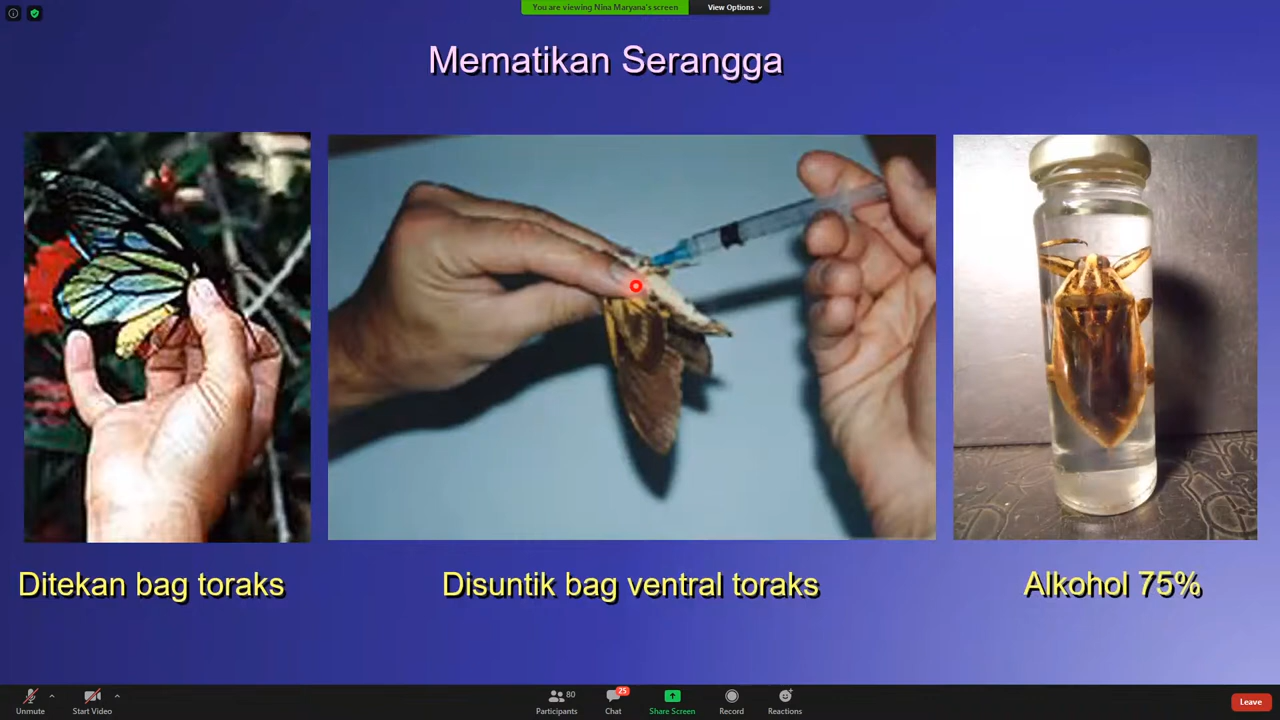 You are viewing Nina Maryana's screen
View Options
Mematikan Serangga
Ditekan bag toraks
Disuntik bag ventral toraks
Alkohol 75%
Unmute
Start Video
80
Participants
25
Chat
Share Screen
Record
Reactions
Leave